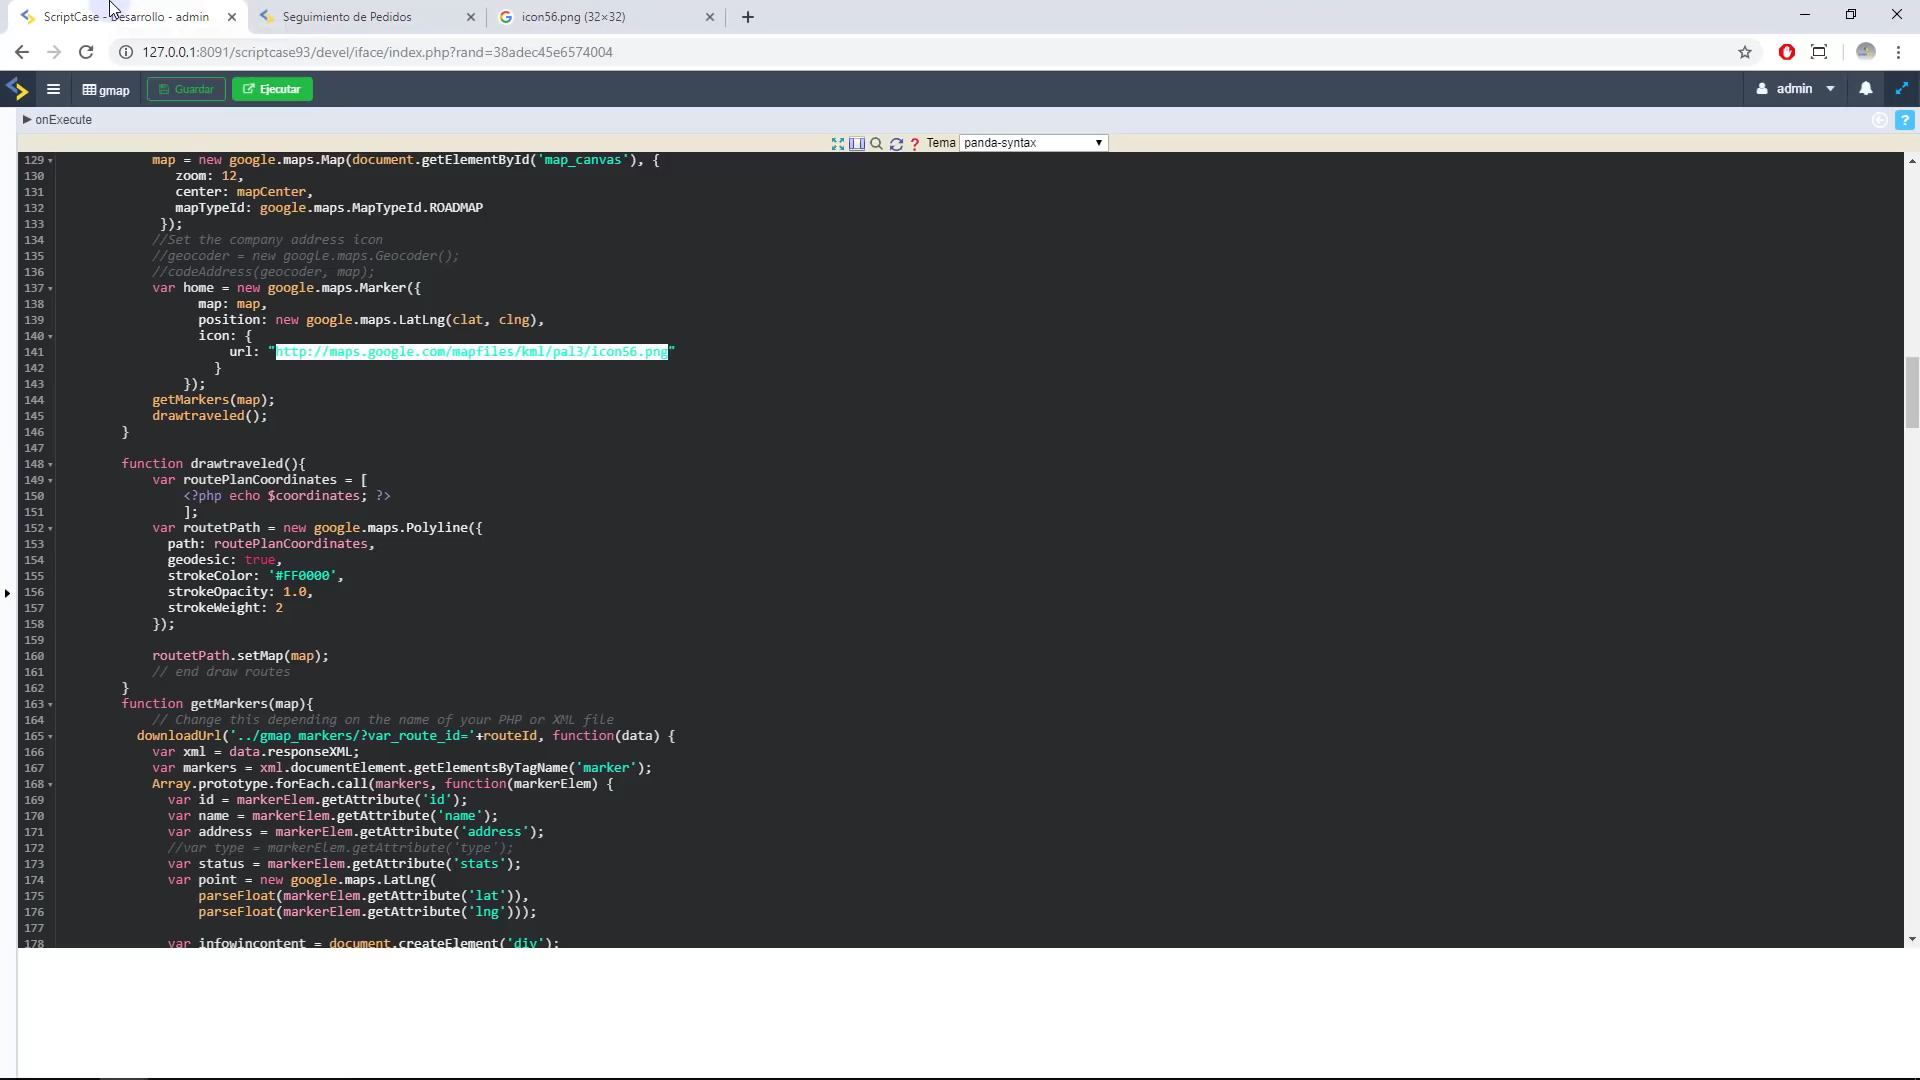 ScriptCase - Desarrollo - admin
Seguimiento de Pedidos
icon56.png (32×32)
127.0.0.1:8091/scriptcase93/devel/iface/index.php?rand=38adec45e6574004
gmap
Guardar
Ejecutar
admin
onExecute
Tema panda-syntax
129 map = new google.maps.Map(document.getElementById('map_canvas'), {
130 zoom: 12,
131 center: mapCenter,
132 mapTypeId: google.maps.MapTypeId.ROADMAP
133 });
134 //Set the company address icon
135 //geocoder = new google.maps.Geocoder();
136 //codeAddress(geocoder, map);
137 var home = new google.maps.Marker({
138 map: map,
139 position: new google.maps.LatLng(clat, clng),
140 icon: {
141 url: "http://maps.google.com/mapfiles/kml/pal3/icon56.png"
142 }
143 });
144 getMarkers(map);
145 drawtraveled();
146 }
147
148 function drawtraveled(){
149 var routePlanCoordinates = [
150 <?php echo $coordinates; ?>
151 ];
152 var routetPath = new google.maps.Polyline({
153 path: routePlanCoordinates,
154 geodesic: true,
155 strokeColor: '#FF0000',
156 strokeOpacity: 1.0,
157 strokeWeight: 2
158 });
159
160 routetPath.setMap(map);
161 // end draw routes
162 }
163 function getMarkers(map){
164 // Change this depending on the name of your PHP or XML file
165 downloadUrl('../gmap_markers/?var_route_id='+routeId, function(data) {
166 var xml = data.responseXML;
167 var markers = xml.documentElement.getElementsByTagName('marker');
168 Array.prototype.forEach.call(markers, function(markerElem) {
169 var id = markerElem.getAttribute('id');
170 var name = markerElem.getAttribute('name');
171 var address = markerElem.getAttribute('address');
172 //var type = markerElem.getAttribute('type');
173 var status = markerElem.getAttribute('stats');
174 var point = new google.maps.LatLng(
175 parseFloat(markerElem.getAttribute('lat')),
176 parseFloat(markerElem.getAttribute('lng')));
177
178 var infowincontent = document.createElement('div');